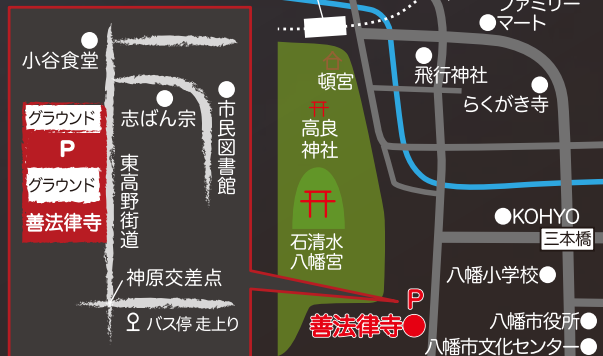 小谷食堂
グラウンド
P
グラウンド
善法律寺
志ばん宗
市民図書館
東高野街道
神原交差点
バス停 走上り
ファミリー
マート
頓宮
飛行神社
らくがき寺
高良
神社
石清水
八幡宮
KOHYO
三本橋
八幡小学校
P
善法律寺
八幡市役所
八幡市文化センター